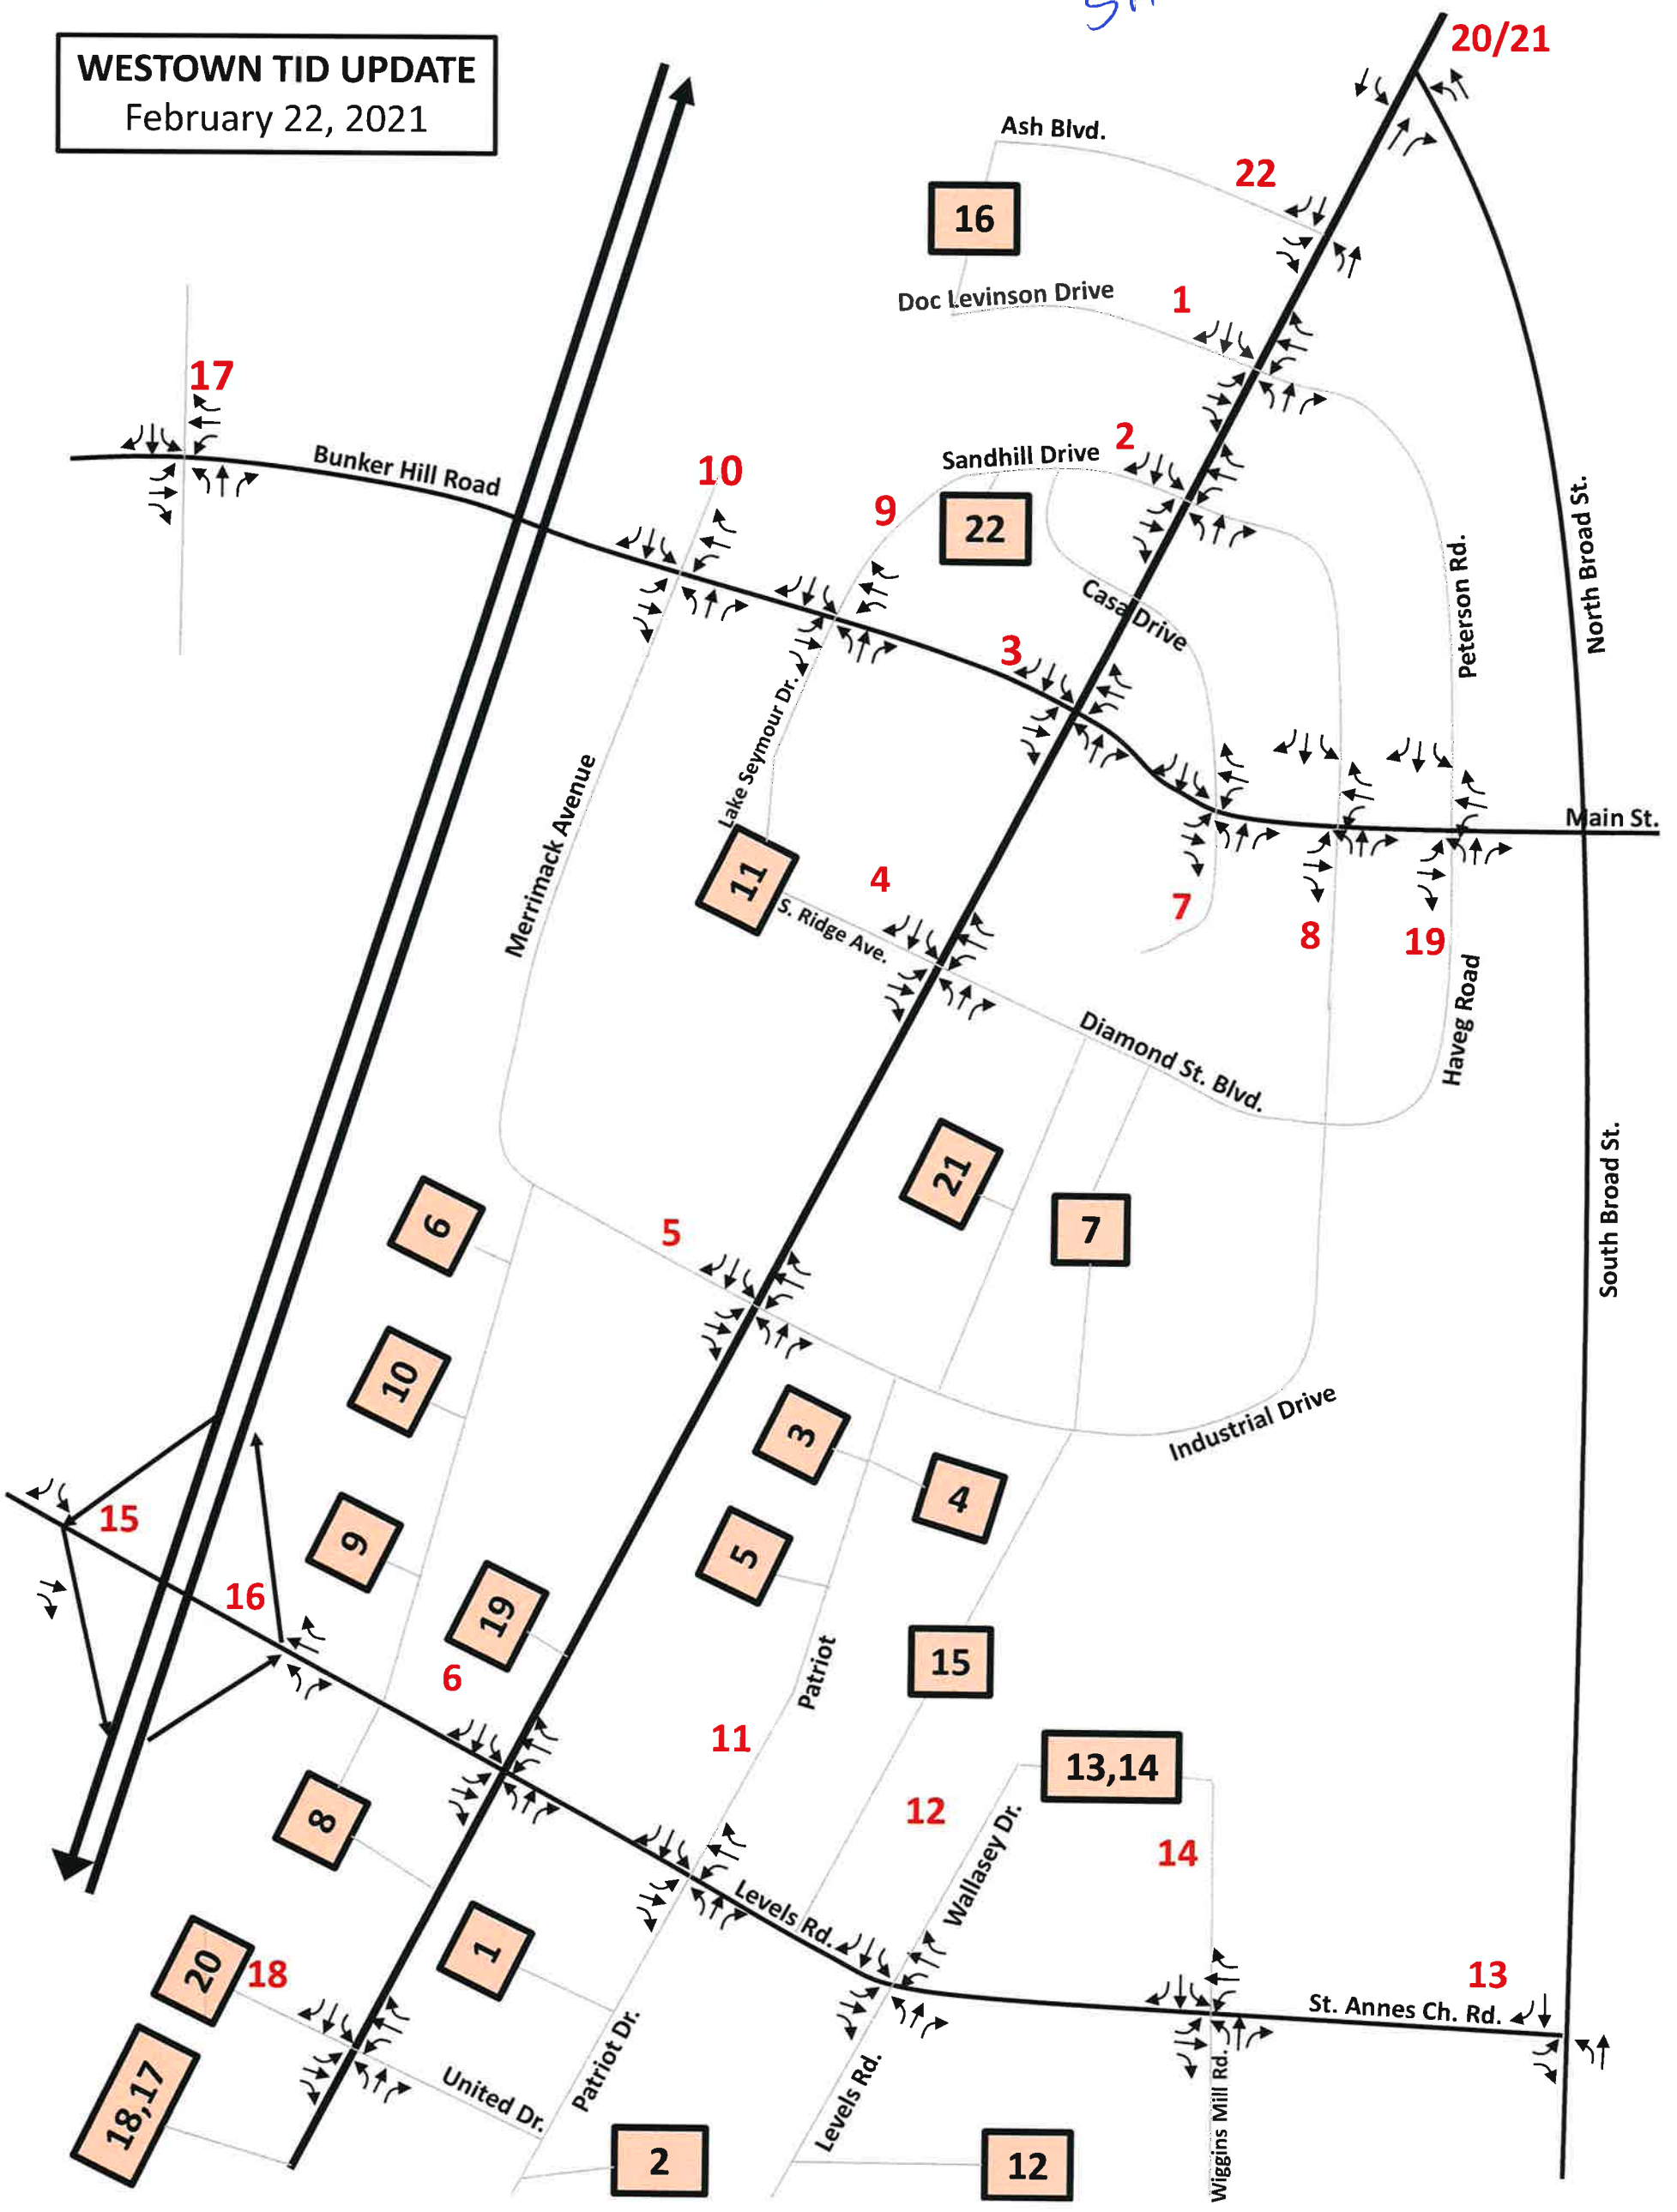 WESTOWN TID UPDATE
February 22, 2021
20/21
Ash Blvd.
22
16
Doc Levinson Drive
1
17
Bunker Hill Road
10
9
Sandhill Drive
2
22
Casa Drive
3
Peterson Rd.
North Broad St.
Main St.
Merrimack Avenue
Lake Seymour Dr.
11
S. Ridge Ave.
4
7
8
19
Haveg Road
Diamond St. Blvd.
South Broad St.
21
7
6
5
10
3
4
Industrial Drive
15
9
5
16
19
6
Patriot
15
11
13,14
12
Wallasey Dr.
14
8
Levels Rd.
1
20
18
13
St. Annes Ch. Rd.
18,17
United Dr.
Patriot Dr.
Levels Rd.
Wiggins Mill Rd.
2
12